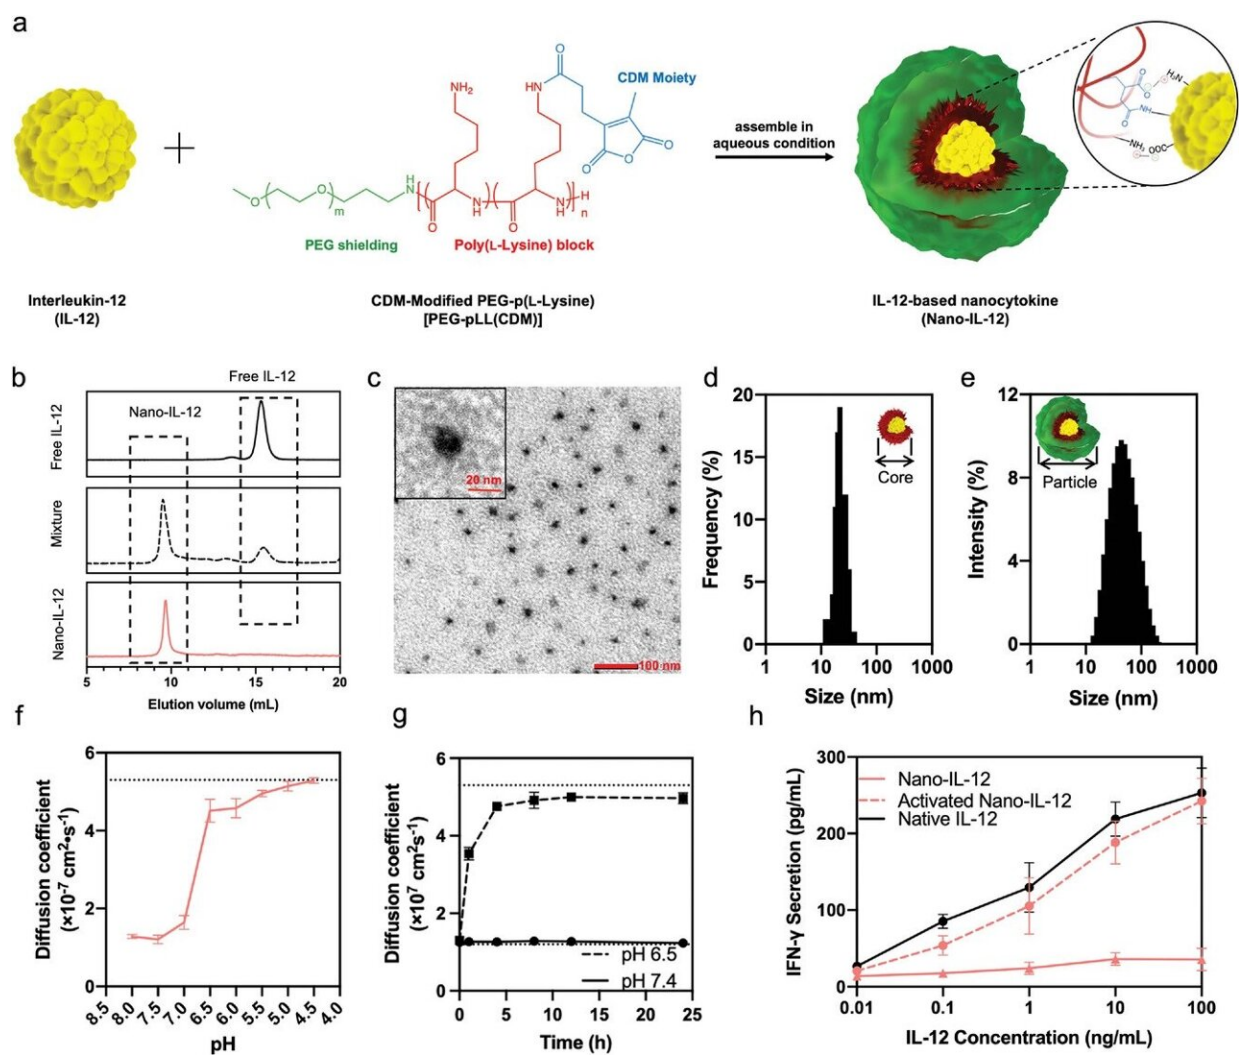 a
NH₂
HN
O
CDM Moiety
O
O
O
O
m
H
N
O
N
H
O
N
H
H
n
PEG shielding
Poly(L-Lysine) block
assemble in
aqueous condition
H₃N
O
O
O
NH
NH₃
OOC
Interleukin-12
(IL-12)
CDM-Modified PEG-p(L-Lysine)
[PEG-pLL(CDM)]
IL-12-based nanocytokine
(Nano-IL-12)
b
Free IL-12
Nano-IL-12
Free IL-12
Mixture
Nano-IL-12
5 10 15 20
Elution volume (mL)
c
20 nm
100 nm
d
20
15
10
5
0
Frequency (%)
Core
1 10 100 1000
Size (nm)
e
12
8
4
0
Intensity (%)
Particle
1 10 100 1000
Size (nm)
f
6
4
2
0
Diffusion coefficient
(×10⁻⁷ cm²•s⁻¹)
8.5 8.0 7.5 7.0 6.5 6.0 5.5 5.0 4.5 4.0
pH
g
6
4
2
0
Diffusion coefficient
(×10⁷ cm²s⁻¹)
pH 6.5
pH 7.4
0 5 10 15 20 25
Time (h)
h
300
200
100
0
IFN-γ Secretion (pg/mL)
Nano-IL-12
Activated Nano-IL-12
Native IL-12
0.01 0.1 1 10 100
IL-12 Concentration (ng/mL)